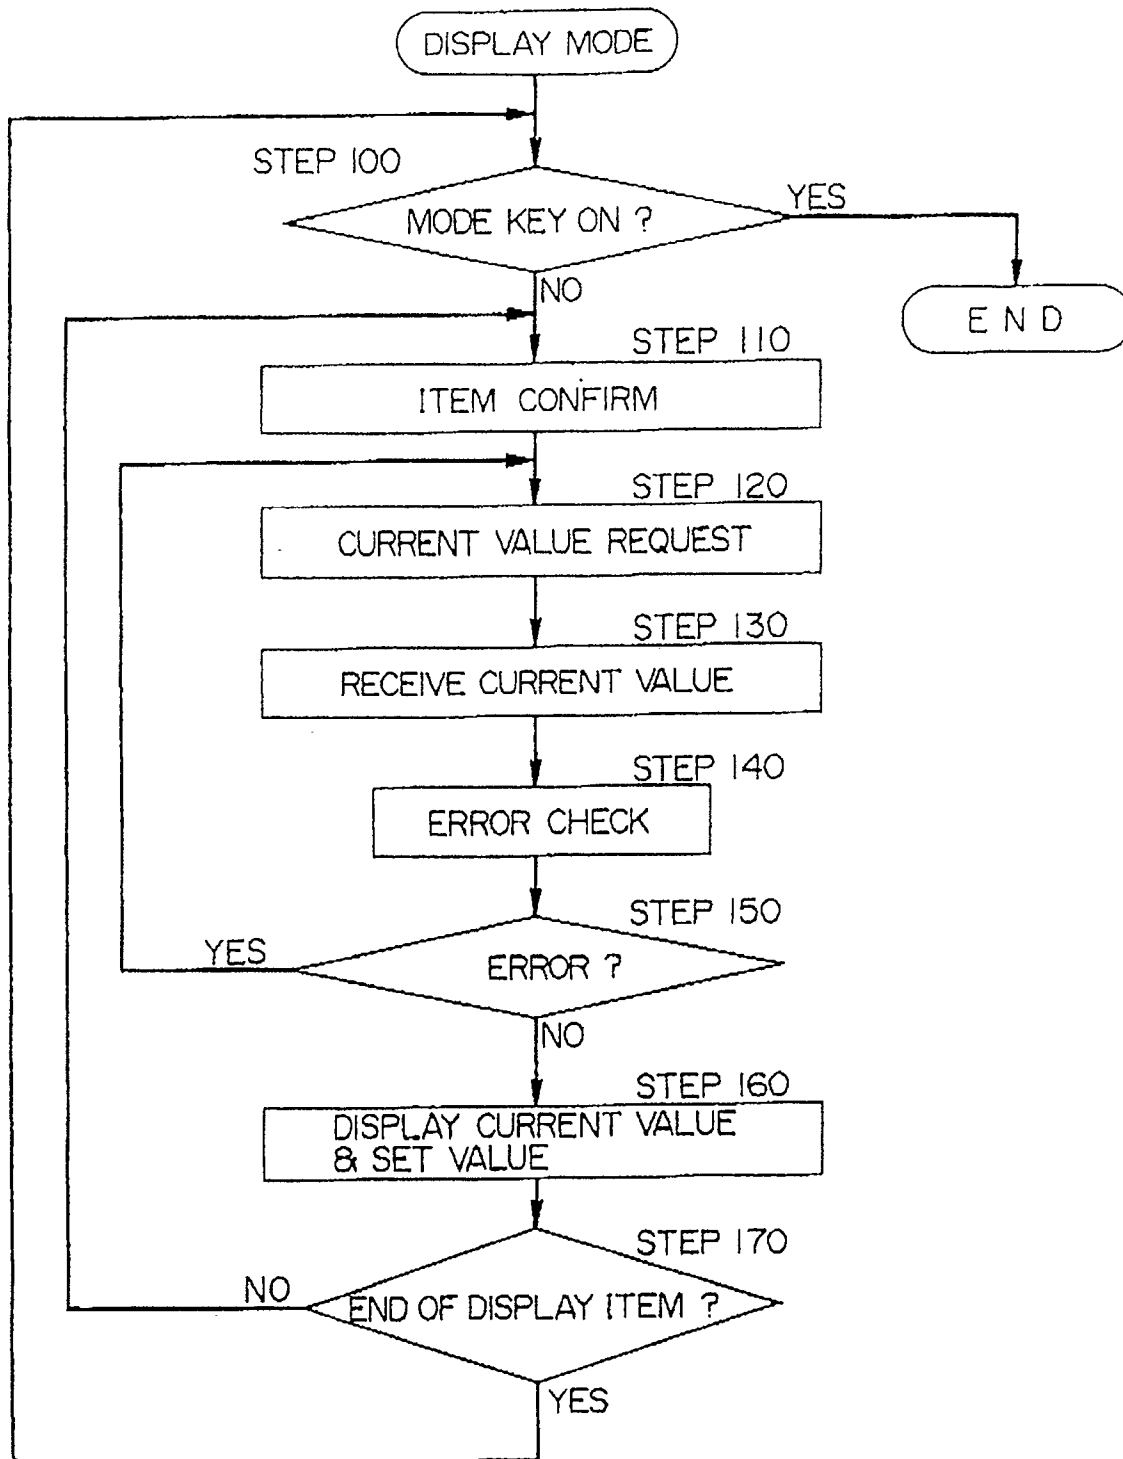 DISPLAY MODE
STEP 100
MODE KEY ON ?
YES
END
NO
STEP 110
ITEM CONFIRM
STEP 120
CURRENT VALUE REQUEST
STEP 130
RECEIVE CURRENT VALUE
STEP 140
ERROR CHECK
STEP 150
YES
ERROR ?
NO
STEP 160
DISPLAY CURRENT VALUE
& SET VALUE
STEP 170
NO
END OF DISPLAY ITEM ?
YES